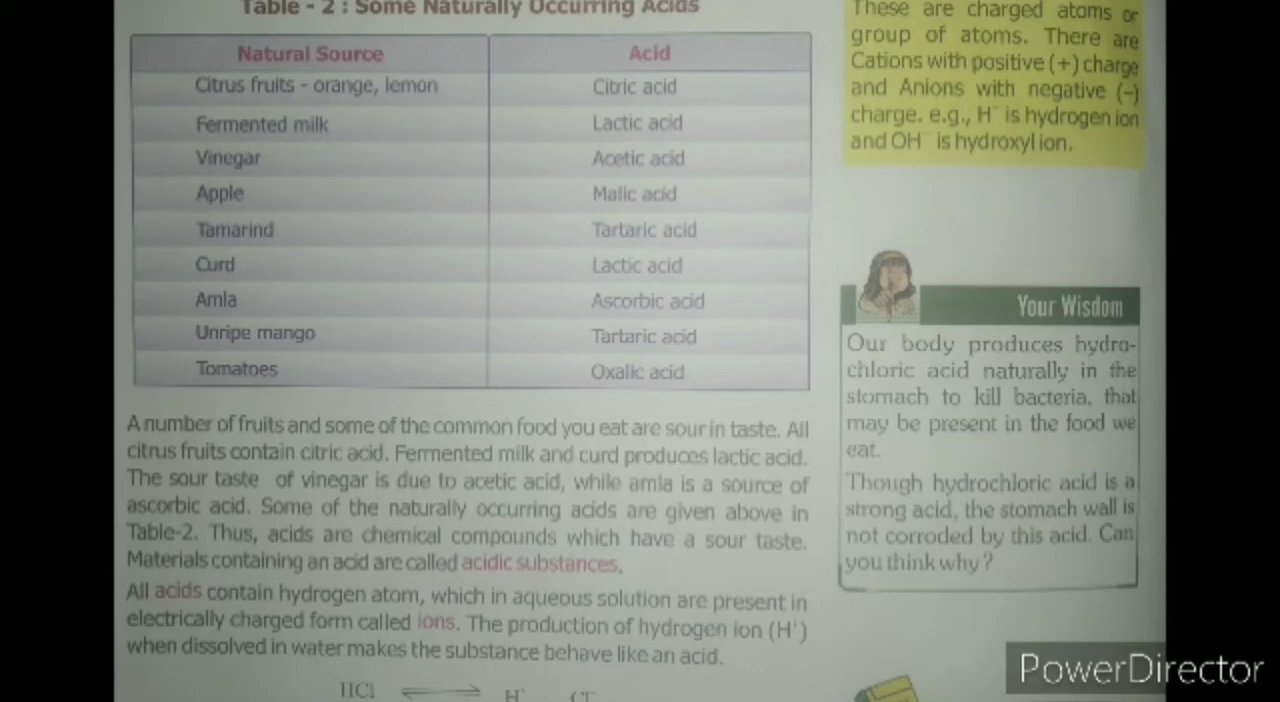 Table - 2 : Some Naturally Occurring Acids
Natural Source Acid
Citrus fruits - orange, lemon Citric acid
Fermented milk Lactic acid
Vinegar Acetic acid
Apple Malic acid
Tamarind Tartaric acid
Curd Lactic acid
Amla Ascorbic acid
Unripe mango Tartaric acid
Tomatoes Oxalic acid
A number of fruits and some of the common food you eat are sour in taste. All
citrus fruits contain citric acid. Fermented milk and curd produces lactic acid.
The sour taste of vinegar is due to acetic acid, while amla is a source of
ascorbic acid. Some of the naturally occurring acids are given above in
Table-2. Thus, acids are chemical compounds which have a sour taste.
Materials containing an acid are called acidic substances.
All acids contain hydrogen atom, which in aqueous solution are present in
electrically charged form called ions. The production of hydrogen ion (H⁺)
when dissolved in water makes the substance behave like an acid.
HCl ⇌ H⁺ Cl⁻
These are charged atoms or
group of atoms. There are
Cations with positive (+) charge
and Anions with negative (–)
charge. e.g., H⁺ is hydrogen ion
and OH⁻ is hydroxyl ion.
Your Wisdom
Our body produces hydro-
chloric acid naturally in the
stomach to kill bacteria, that
may be present in the food we
eat.
Though hydrochloric acid is a
strong acid, the stomach wall is
not corroded by this acid. Can
you think why?
PowerDirector